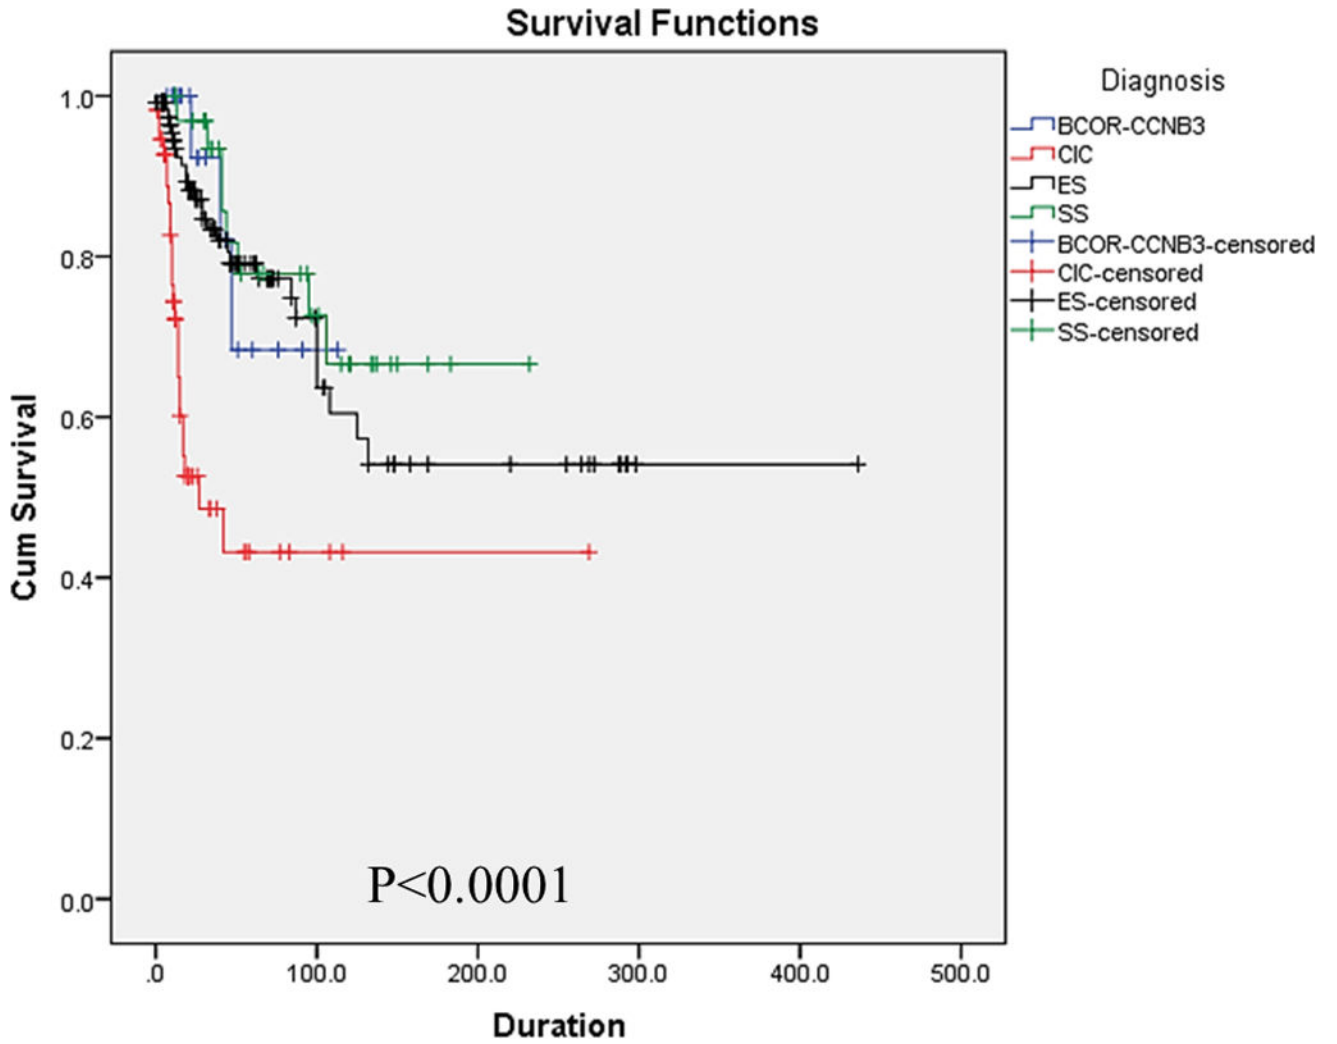 Survival Functions
Diagnosis
BCOR-CCNB3
CIC
ES
SS
BCOR-CCNB3-censored
CIC-censored
ES-censored
SS-censored
Cum Survival
1.0
0.8
0.6
0.4
0.2
0.0
P<0.0001
.0 100.0 200.0 300.0 400.0 500.0
Duration